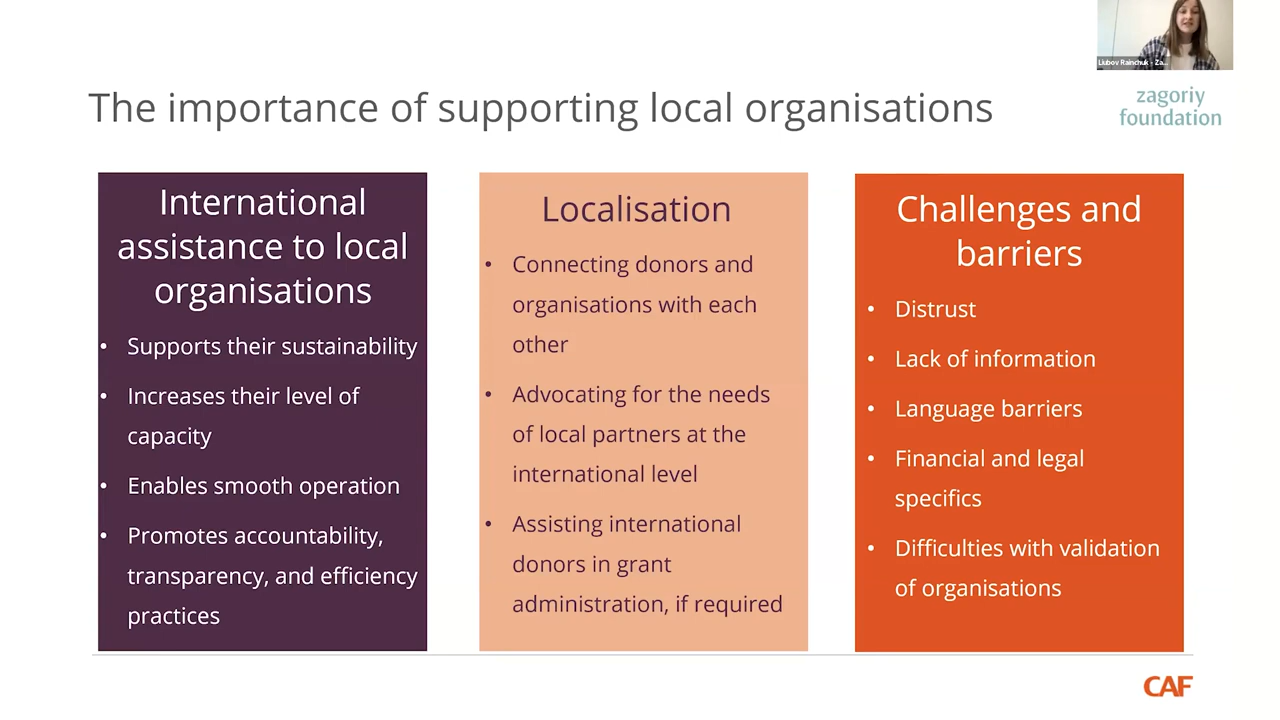 Liubov Rainchuk - Za...
zagoriy
foundation
The importance of supporting local organisations
International
assistance to local
organisations
• Supports their sustainability
• Increases their level of
capacity
• Enables smooth operation
• Promotes accountability,
transparency, and efficiency
practices
Localisation
• Connecting donors and
organisations with each
other
• Advocating for the needs
of local partners at the
international level
• Assisting international
donors in grant
administration, if required
Challenges and
barriers
• Distrust
• Lack of information
• Language barriers
• Financial and legal
specifics
• Difficulties with validation
of organisations
CAF